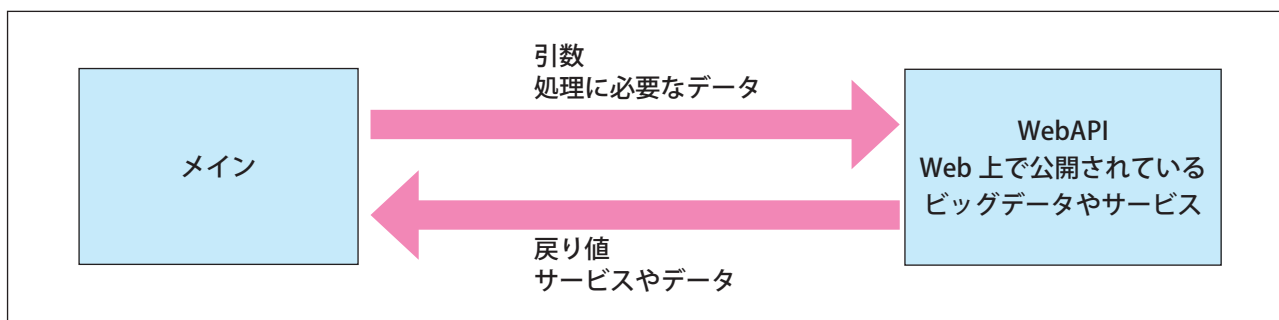 引数
処理に必要なデータ
メイン
WebAPI
Web 上で公開されている
ビッグデータやサービス
戻り値
サービスやデータ